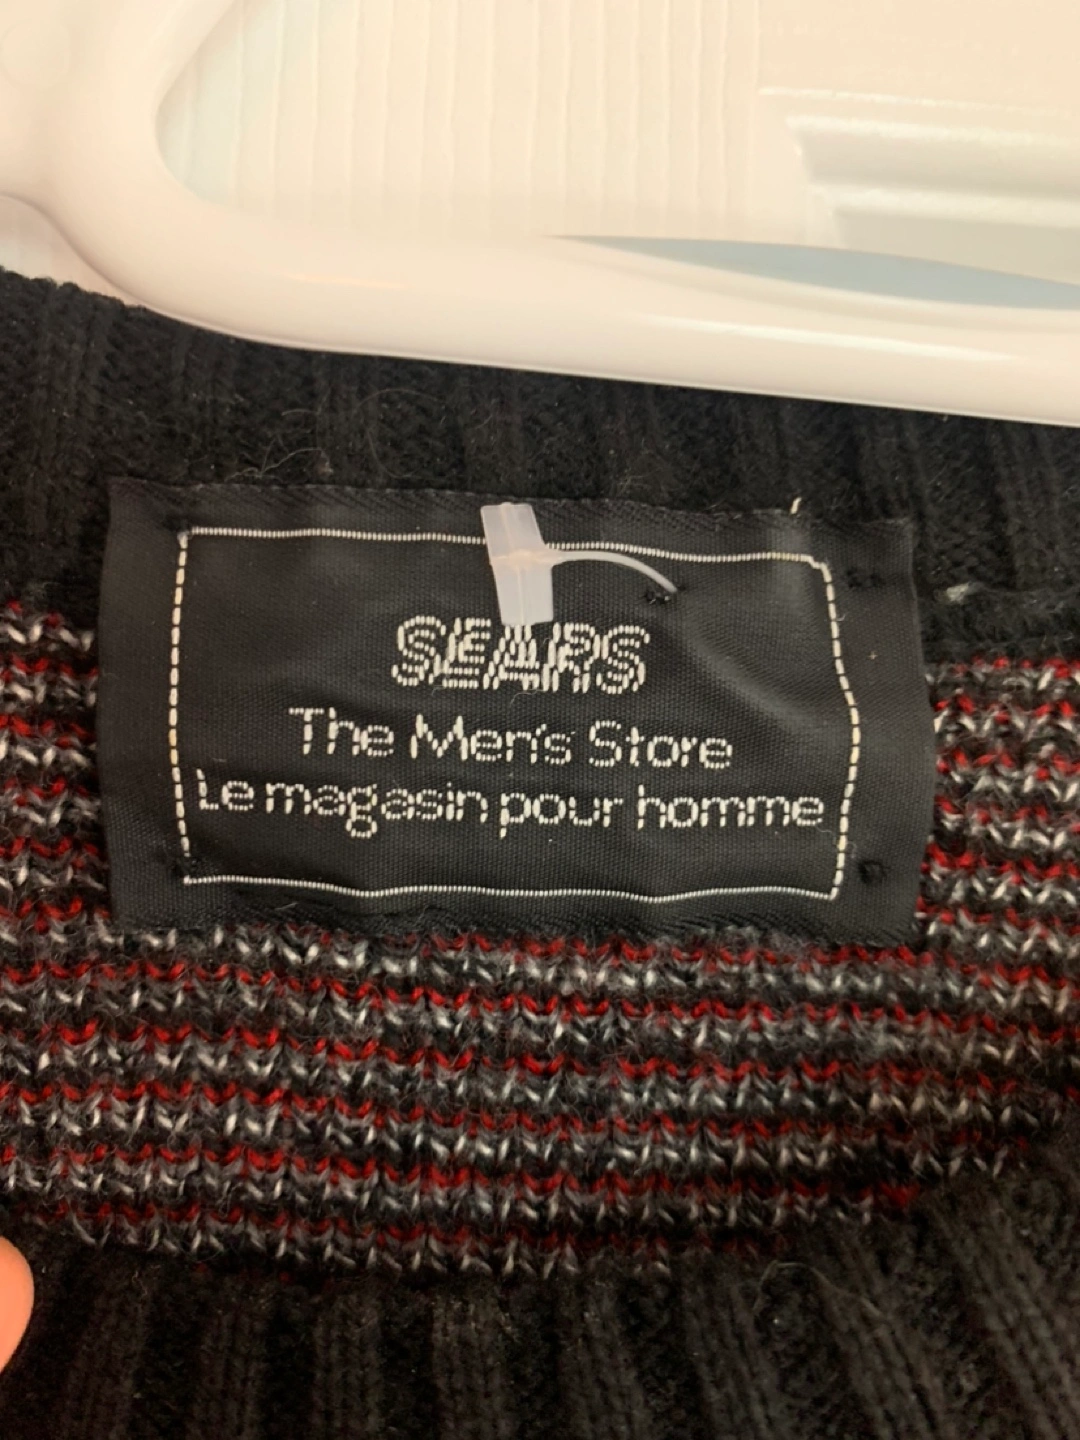 SEARS
The Men's Store
Le magasin pour homme